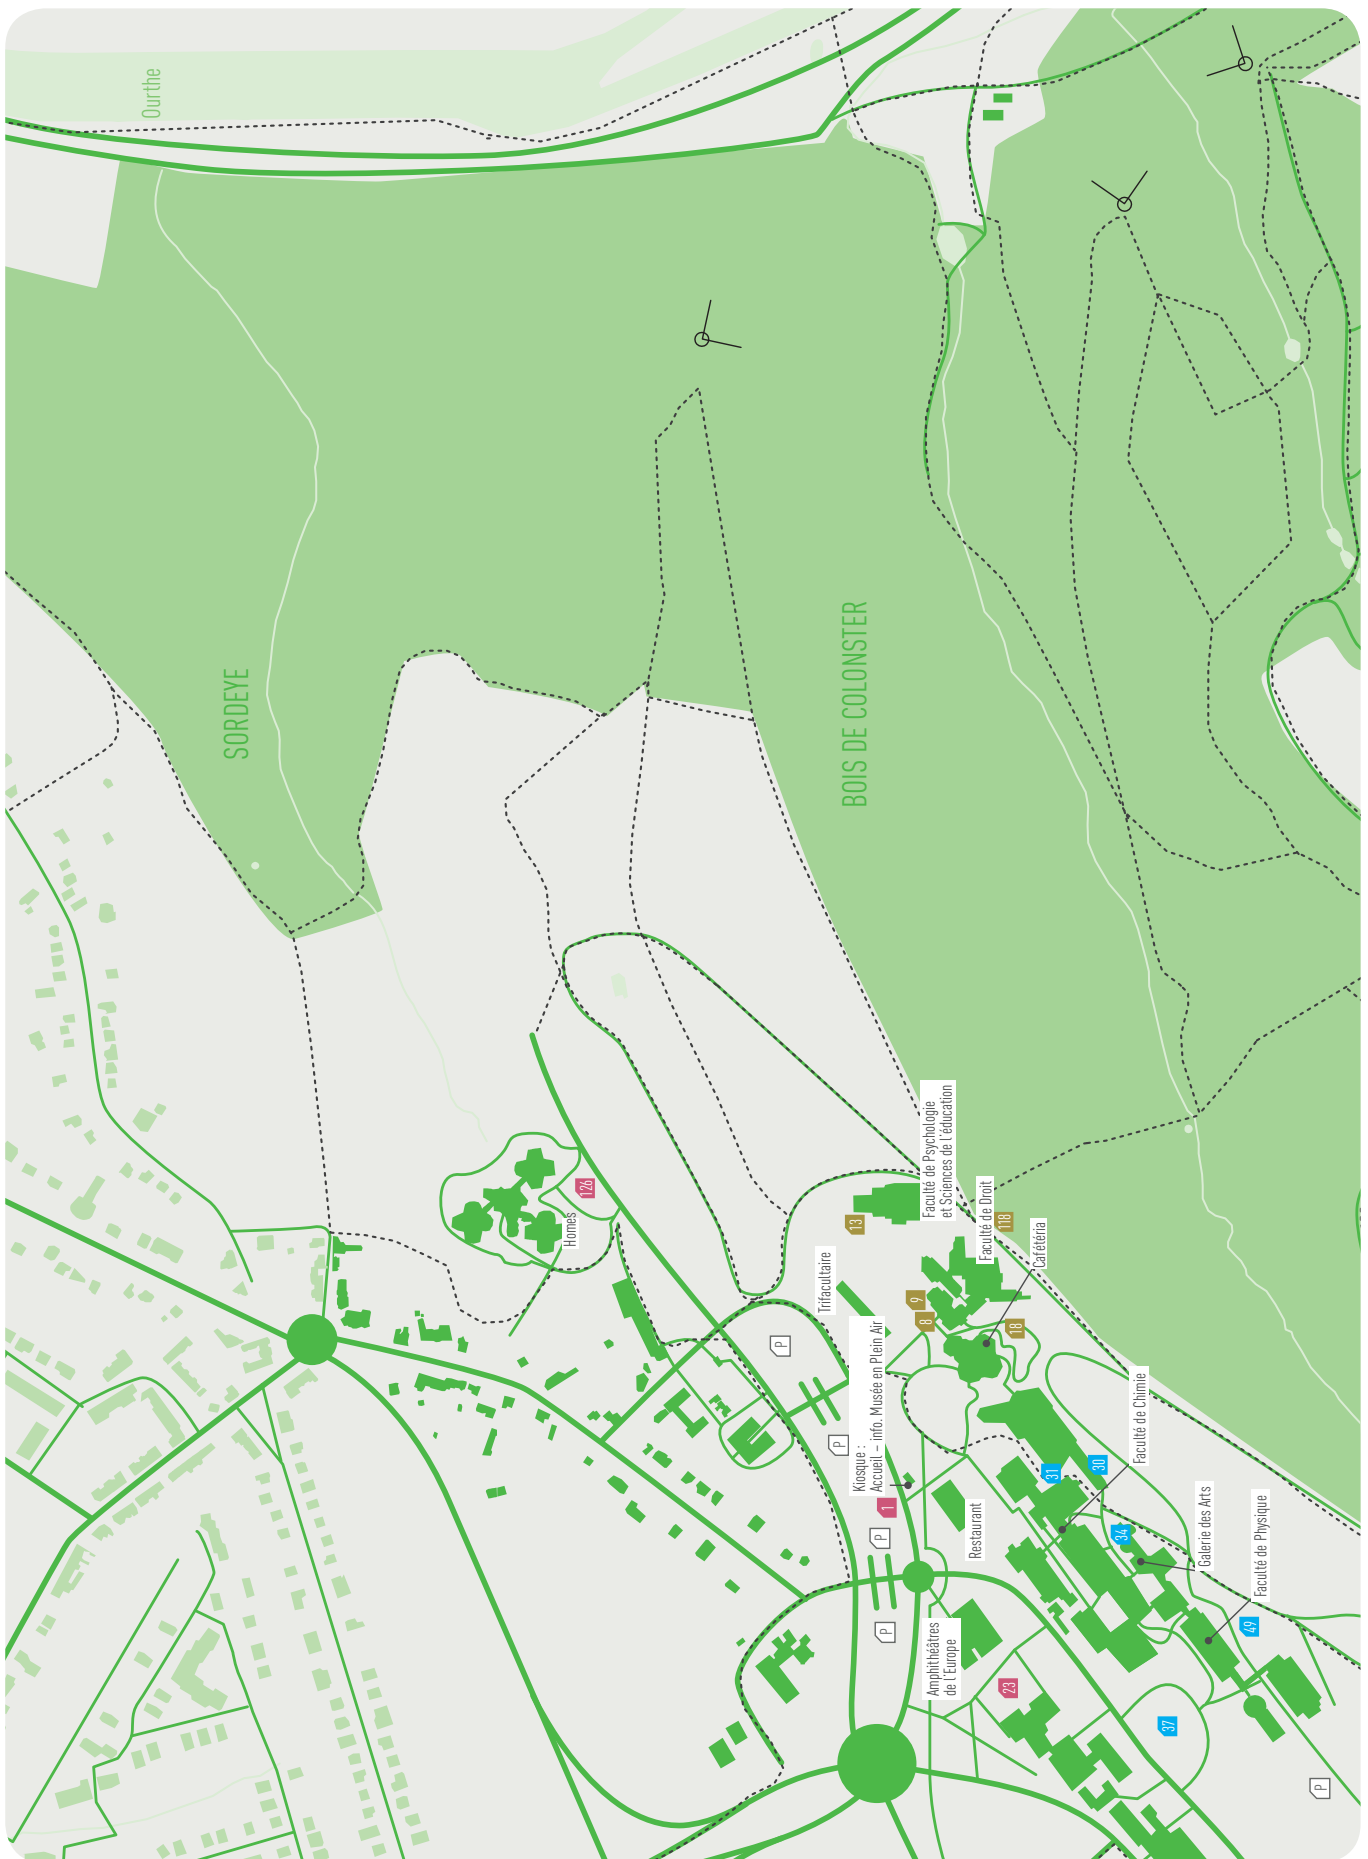 Ourthe
SORDEYE
BOIS DE COLONSTER
Faculté de Psychologie
et Sciences de l'éducation
13
126
Homes
Faculté de Droit
118
Cafétéria
Trifacultaire
9
8
18
P
Kiosque :
Accueil – info. Musée en Plein Air
P
1
P
Restaurant
31
30
Faculté de Chimie
34
Galerie des Arts
Faculté de Physique
49
P
Amphithéâtres
de l'Europe
23
37
P